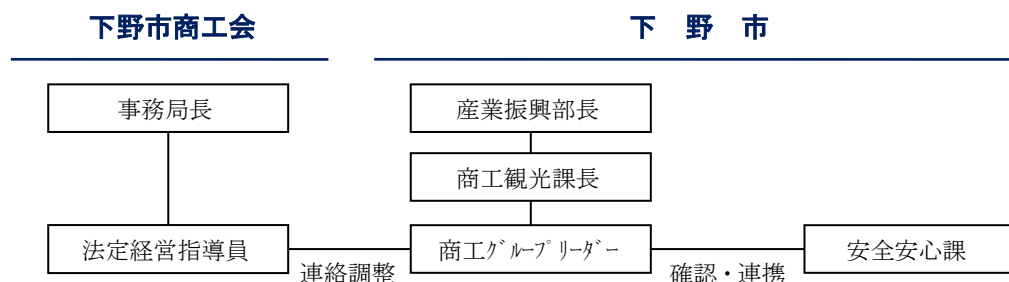 下野市商工会
下 野 市
事務局長
産業振興部長
商工観光課長
法定経営指導員
連絡調整
商工ｸﾞﾙｰﾌﾟﾘｰﾀﾞｰ
確認・連携
安全安心課